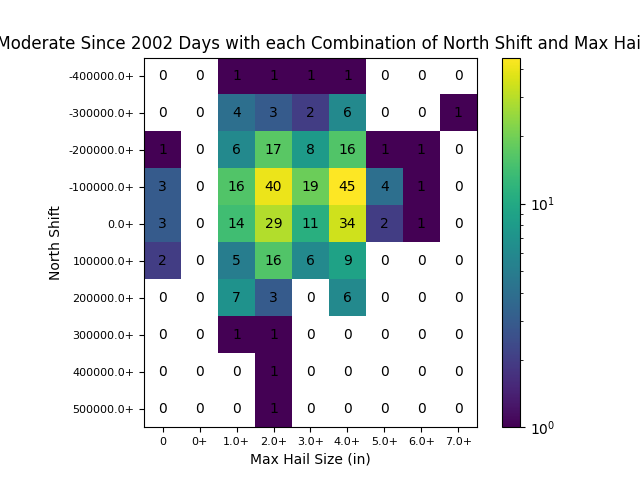 Moderate Since 2002 Days with each Combination of North Shift and Max Hai
-400000.0+ 0 0 1 1 1 1 0 0 0
-300000.0+ 0 0 4 3 2 6 0 0 1
-200000.0+ 1 0 6 17 8 16 1 1 0
-100000.0+ 3 0 16 40 19 45 4 1 0
0.0+ 3 0 14 29 11 34 2 1 0
100000.0+ 2 0 5 16 6 9 0 0 0
200000.0+ 0 0 7 3 0 6 0 0 0
300000.0+ 0 0 1 1 0 0 0 0 0
400000.0+ 0 0 0 1 0 0 0 0 0
500000.0+ 0 0 0 1 0 0 0 0 0
0 0+ 1.0+ 2.0+ 3.0+ 4.0+ 5.0+ 6.0+ 7.0+
Max Hail Size (in)
North Shift
10¹
10⁰